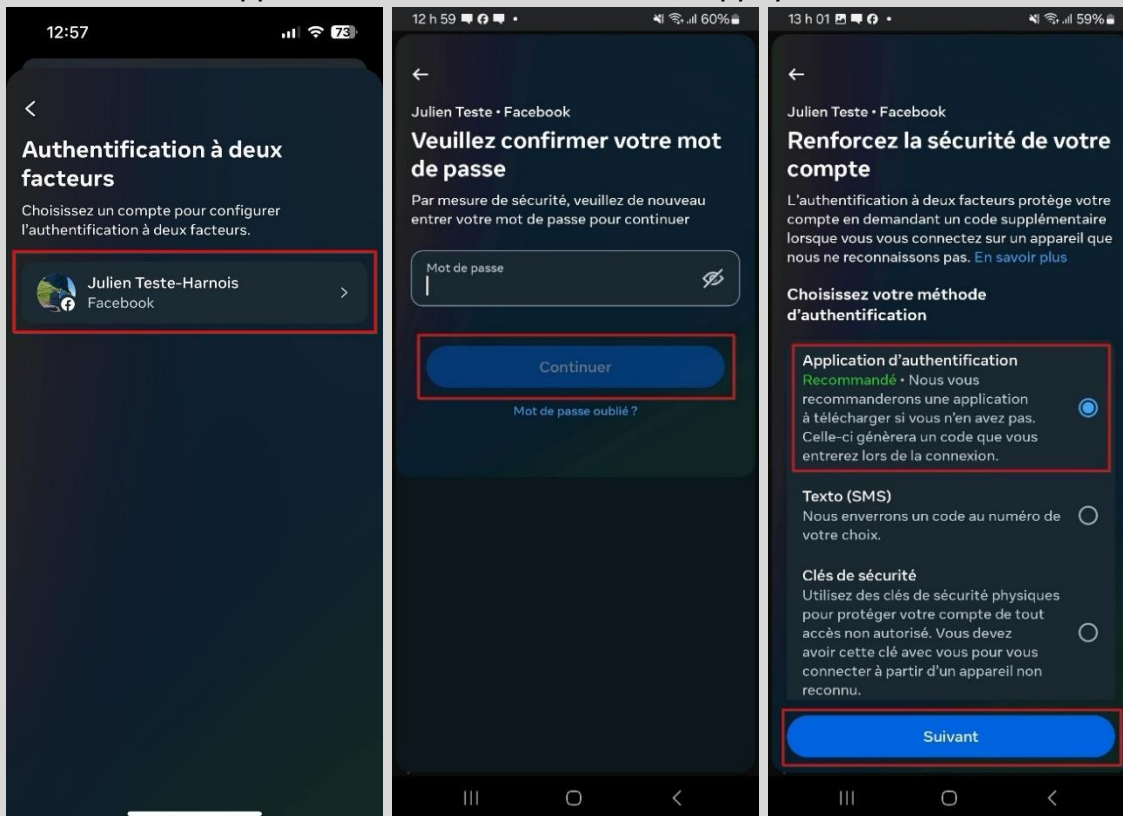 12:57
73
Authentification à deux
facteurs
Choisissez un compte pour configurer
l'authentification à deux facteurs.
Julien Teste-Harnois
Facebook
12 h 59
60%
Julien Teste • Facebook
Veuillez confirmer votre mot
de passe
Par mesure de sécurité, veuillez de nouveau
entrer votre mot de passe pour continuer
Mot de passe
Continuer
Mot de passe oublié ?
13 h 01
59%
Julien Teste • Facebook
Renforcez la sécurité de votre
compte
L'authentification à deux facteurs protège votre
compte en demandant un code supplémentaire
lorsque vous vous connectez sur un appareil que
nous ne reconnaissons pas. En savoir plus
Choisissez votre méthode
d'authentification
Application d'authentification
Recommandé • Nous vous
recommanderons une application
à télécharger si vous n'en avez pas.
Celle-ci génèrera un code que vous
entrerez lors de la connexion.
Texto (SMS)
Nous enverrons un code au numéro de
votre choix.
Clés de sécurité
Utilisez des clés de sécurité physiques
pour protéger votre compte de tout
accès non autorisé. Vous devez
avoir cette clé avec vous pour vous
connecter à partir d'un appareil non
reconnu.
Suivant